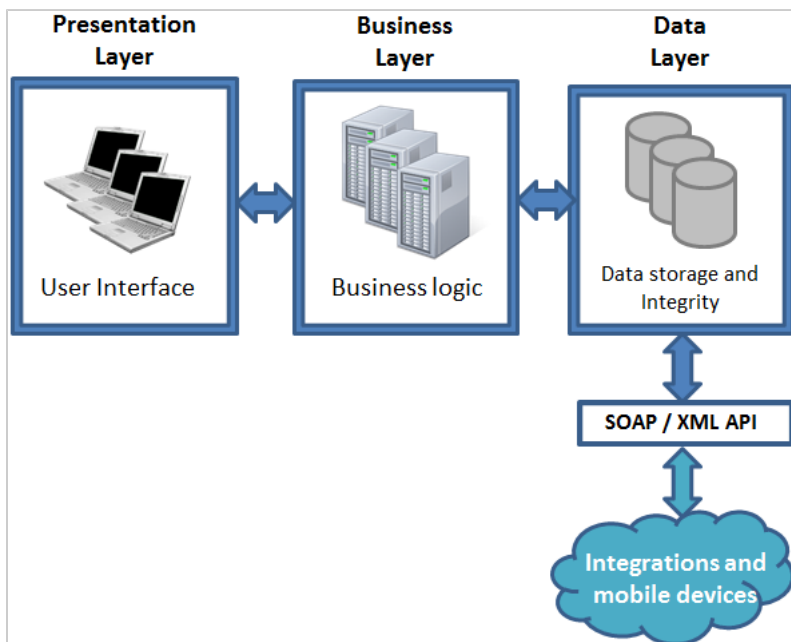 Presentation
Layer
Business
Layer
Data
Layer
User Interface
Business logic
Data storage and
Integrity
SOAP / XML API
Integrations and
mobile devices